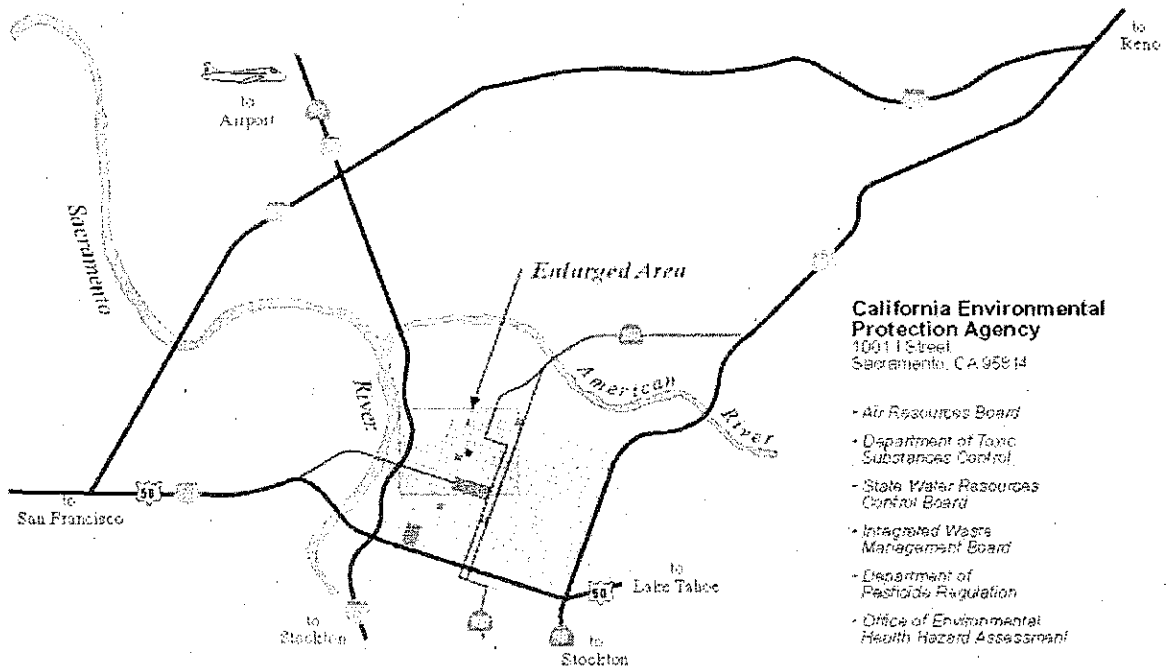 to
Reno
to
Airport
Sacramento
Enlarged Area
American
River
River
California Environmental
Protection Agency
1001 I Street
Sacramento, CA 95814
- Air Resources Board
- Department of Toxic
Substances Control
- State Water Resources
Control Board
- Integrated Waste
Management Board
- Department of
Pesticide Regulation
- Office of Environmental
Health Hazard Assessment
50
to
San Francisco
to
Lake Tahoe
50
to
Stockton
to
Stockton